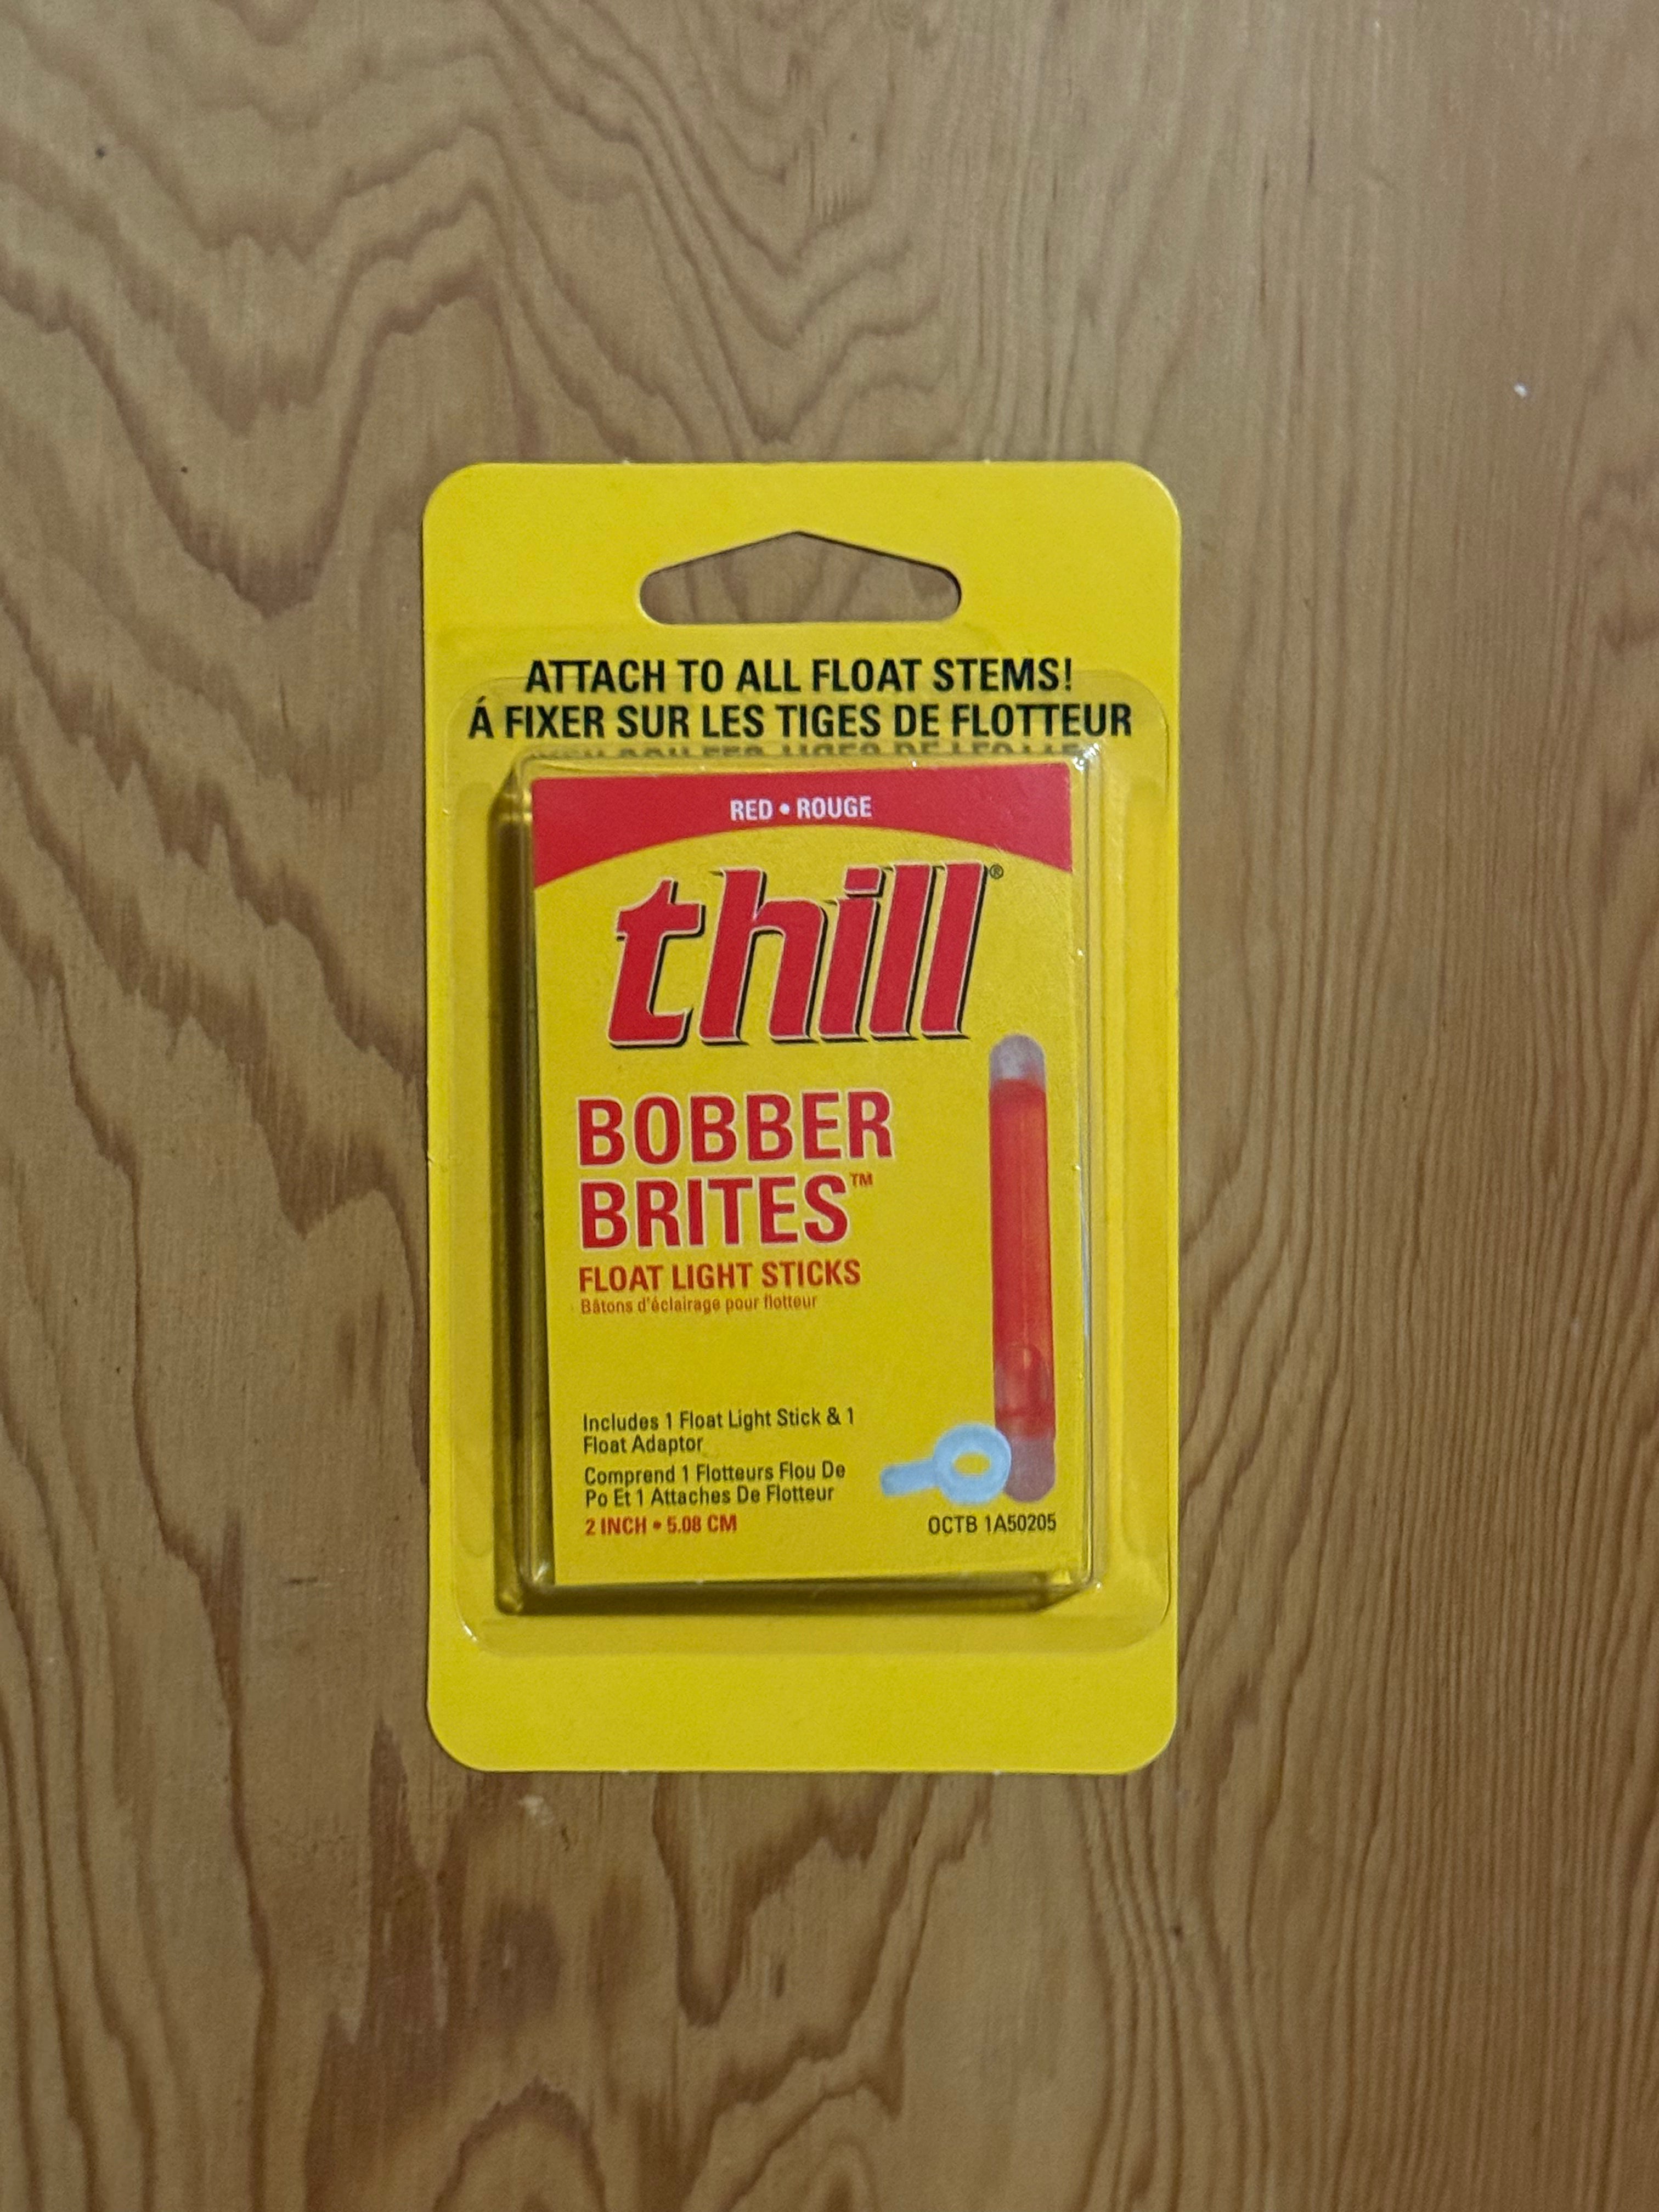 ATTACH TO ALL FLOAT STEMS!
Á FIXER SUR LES TIGES DE FLOTTEUR
RED • ROUGE
thill®
BOBBER
BRITES™
FLOAT LIGHT STICKS
Bâtons d'éclairage pour flotteur
Includes 1 Float Light Stick & 1
Float Adaptor
Comprend 1 Flotteurs Flou De
Po Et 1 Attaches De Flotteur
2 INCH • 5.08 CM
OCTB 1A50205